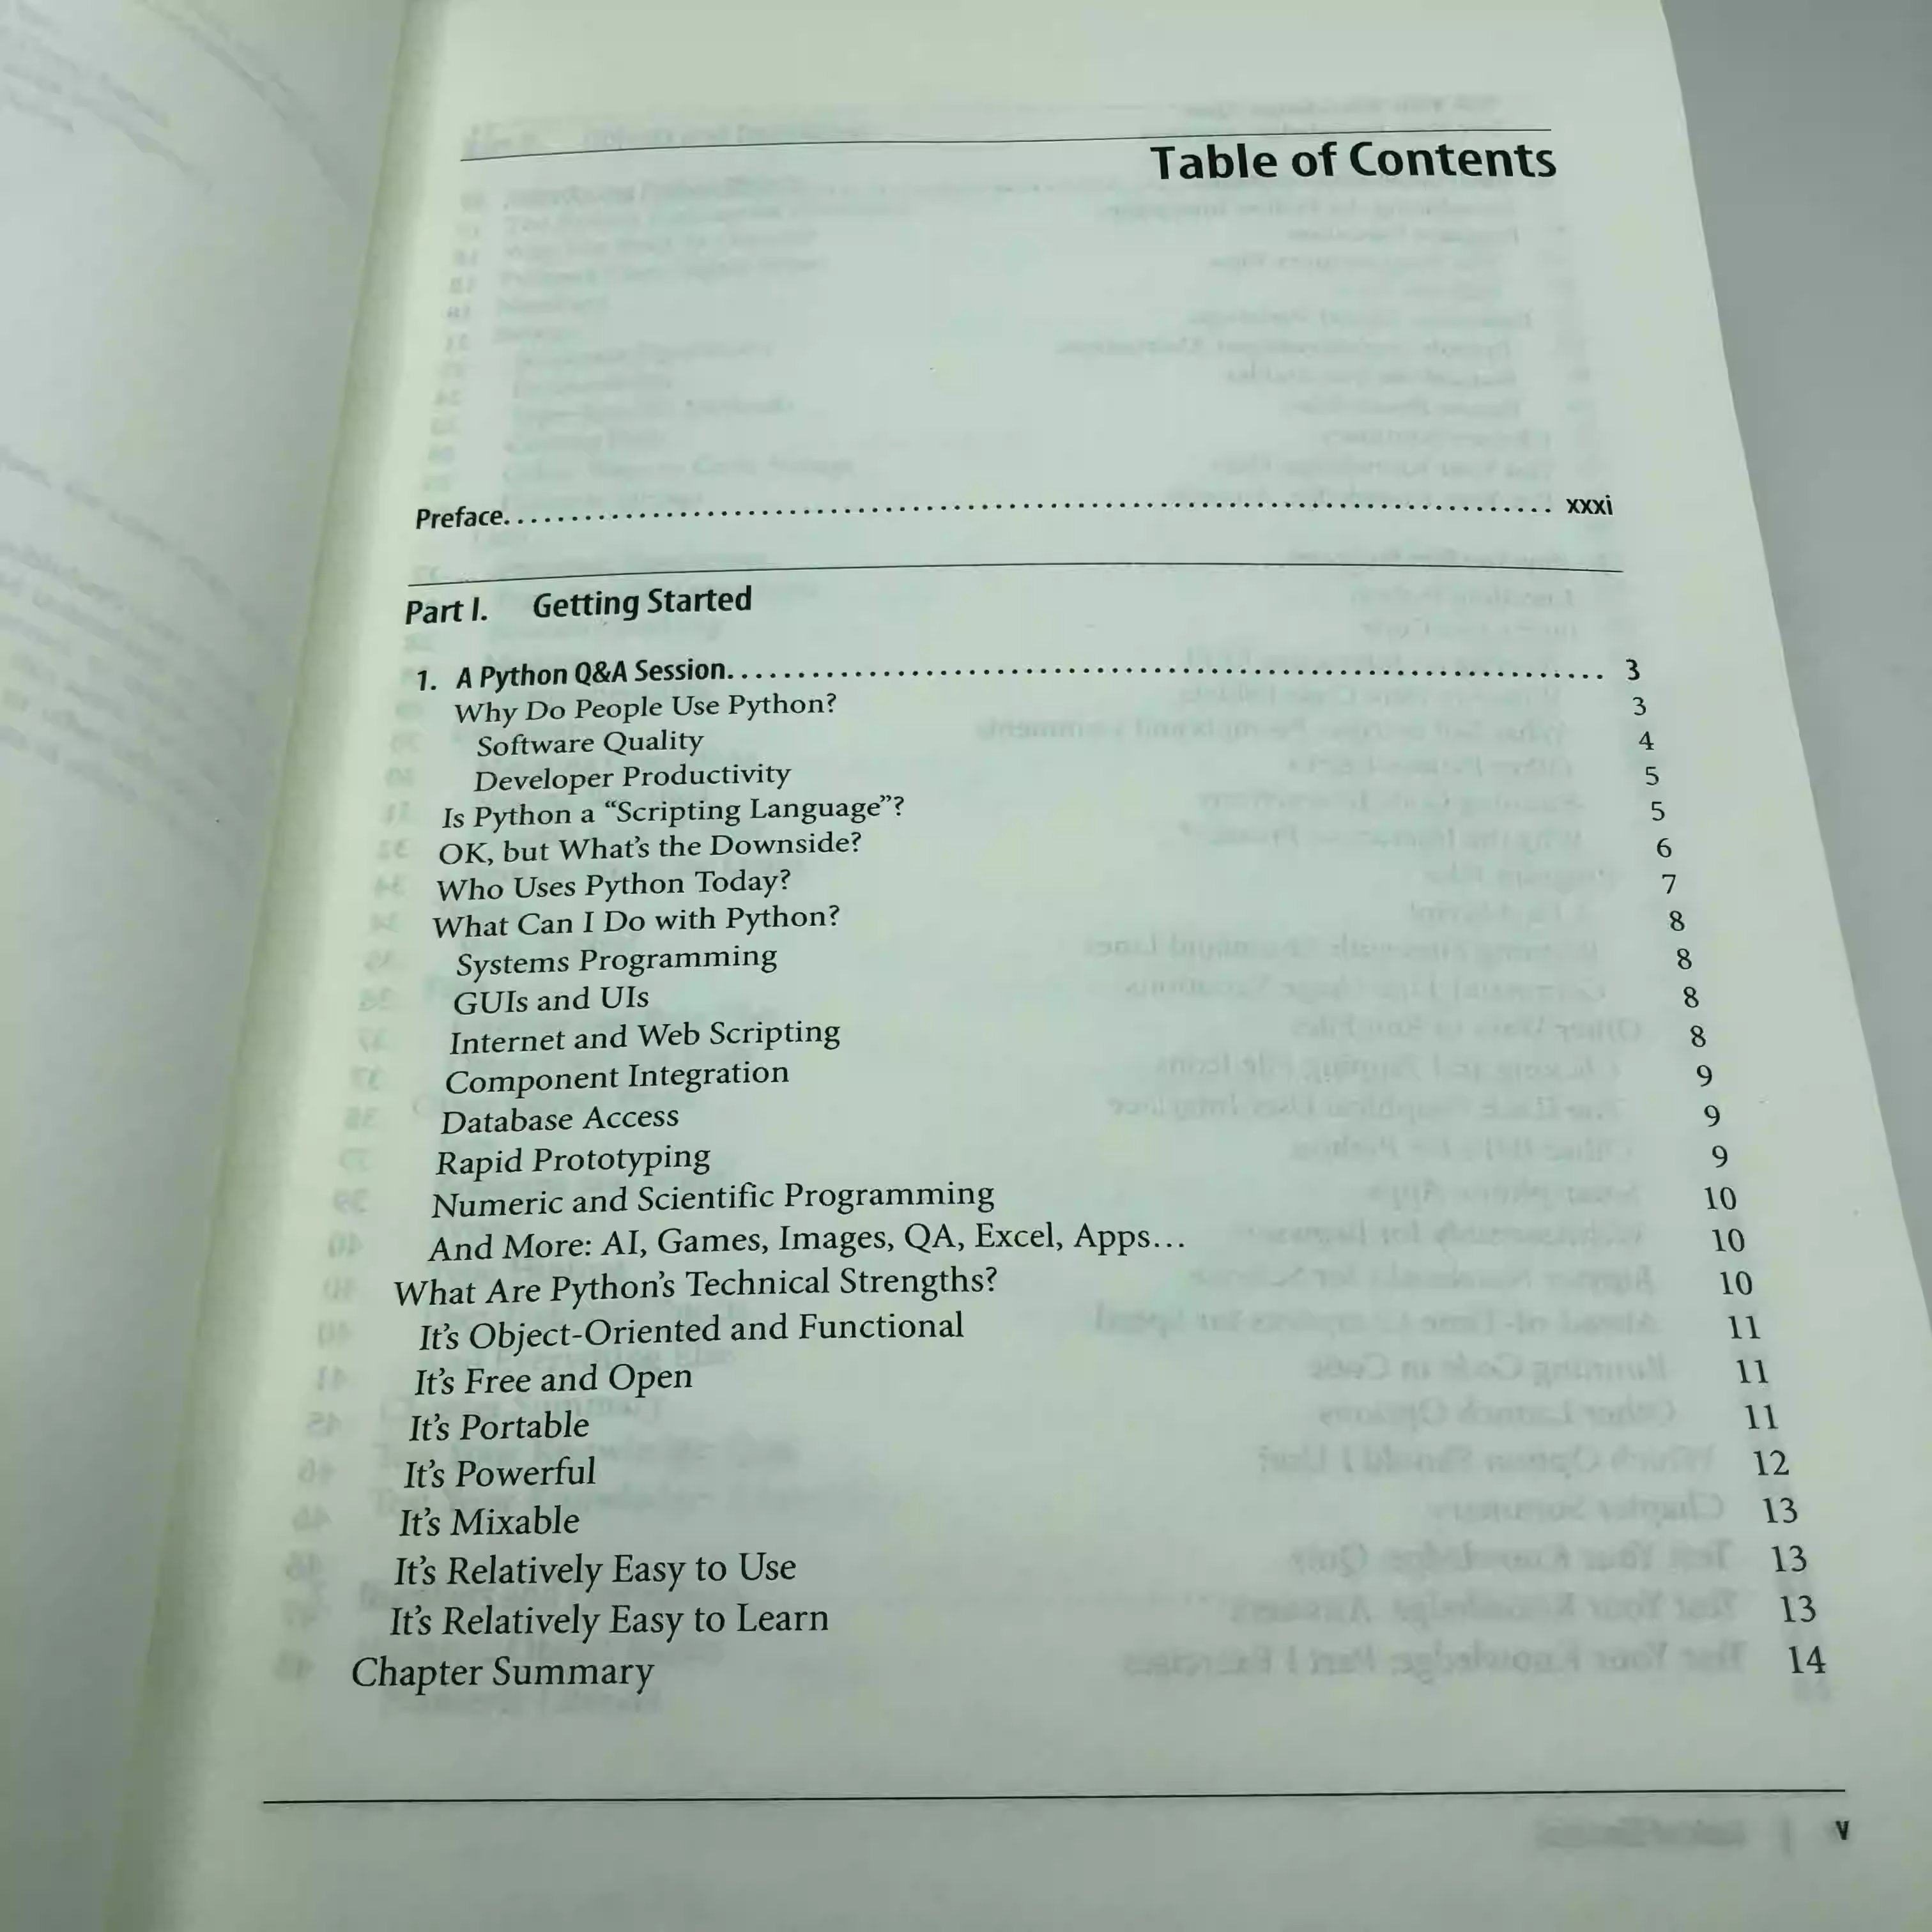 Table of Contents
Preface. . . . . . . . . . . . . . . . . . . . . . . . . . . . . . . . . . . . . . . . . . . . . . . . . . . . . . . . . . . . . . . . . . . . . . . . . . . . . xxxi
Part I. Getting Started
1. A Python Q&A Session. . . . . . . . . . . . . . . . . . . . . . . . . . . . . . . . . . . . . . . . . . . . . . . . . . . . . . . . . . . . . . . . 3
Why Do People Use Python? 3
Software Quality 4
Developer Productivity 5
Is Python a “Scripting Language”? 5
OK, but What’s the Downside? 6
Who Uses Python Today? 7
What Can I Do with Python? 8
Systems Programming 8
GUIs and UIs 8
Internet and Web Scripting 8
Component Integration 9
Database Access 9
Rapid Prototyping 9
Numeric and Scientific Programming 10
And More: AI, Games, Images, QA, Excel, Apps… 10
What Are Python’s Technical Strengths? 10
It’s Object-Oriented and Functional 11
It’s Free and Open 11
It’s Portable 11
It’s Powerful 12
It’s Mixable 13
It’s Relatively Easy to Use 13
It’s Relatively Easy to Learn 13
Chapter Summary 14
v